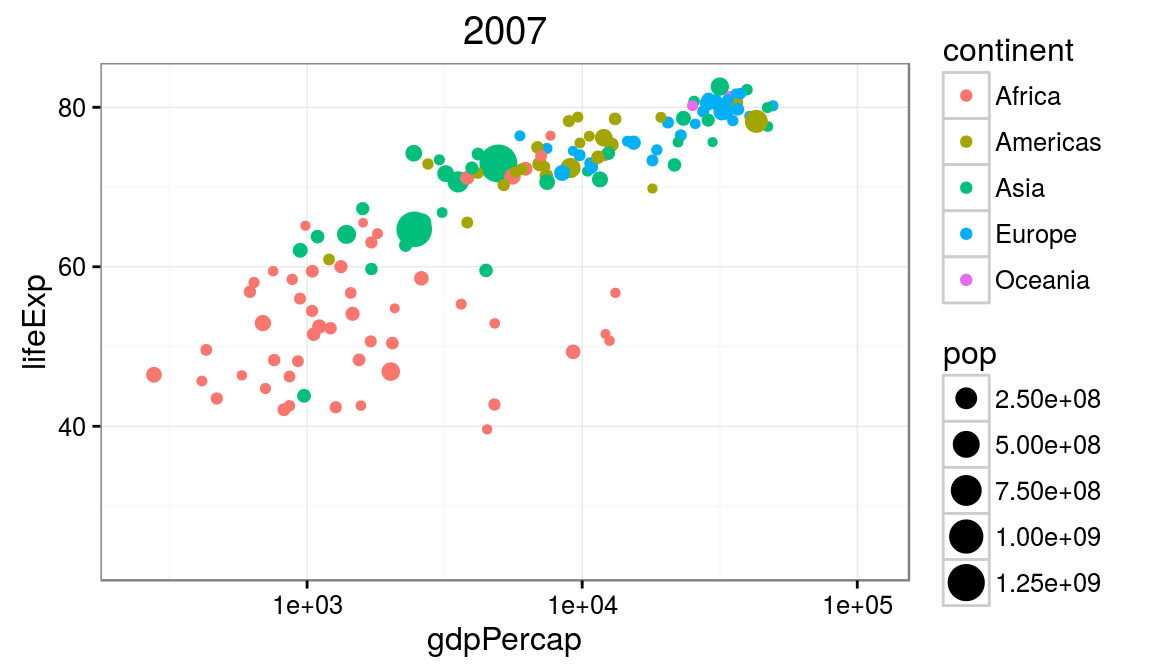 2007
lifeExp
80
60
40
1e+03
1e+04
1e+05
gdpPercap
continent
Africa
Americas
Asia
Europe
Oceania
pop
2.50e+08
5.00e+08
7.50e+08
1.00e+09
1.25e+09